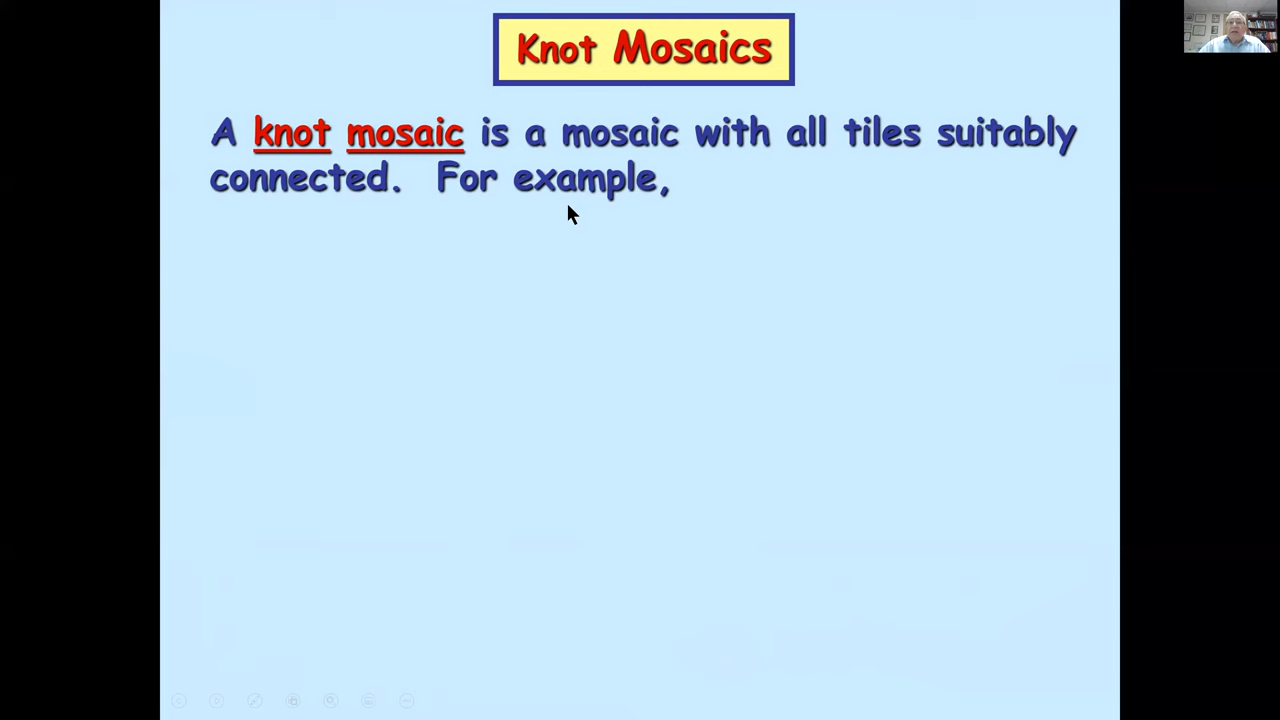 Knot Mosaics
A knot mosaic is a mosaic with all tiles suitably
connected. For example,